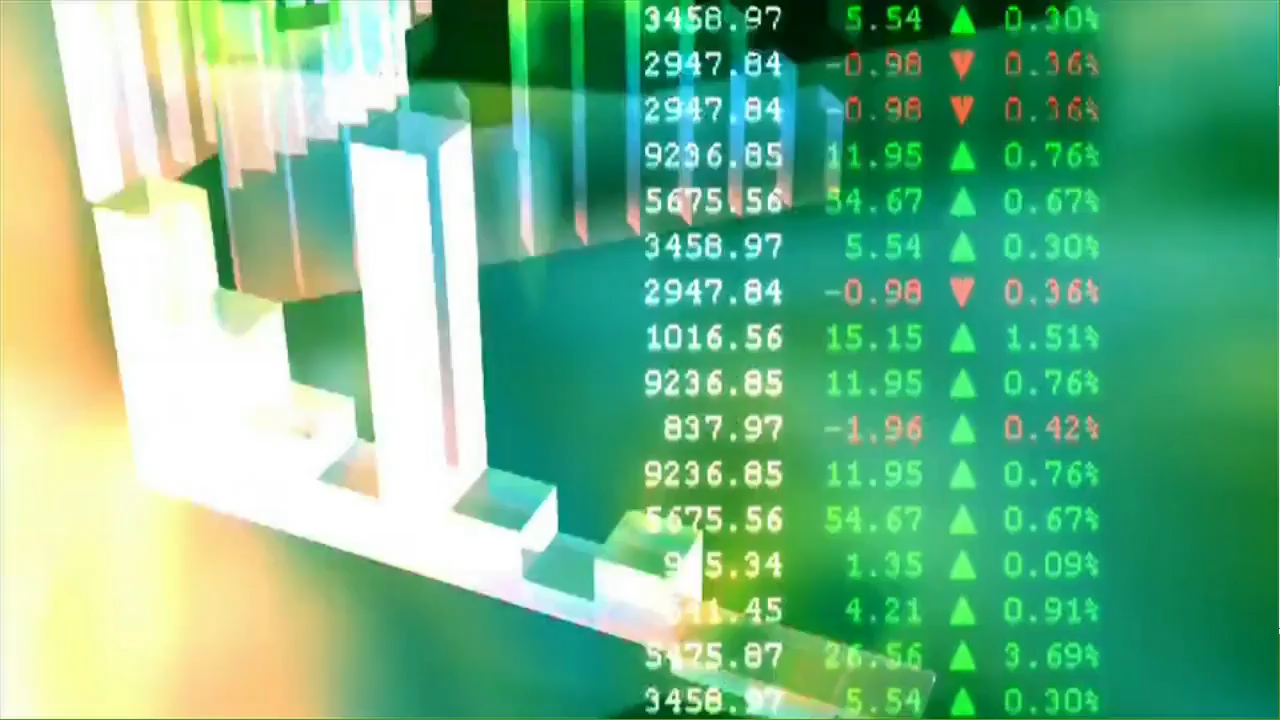 3458.97 5.54 ▲ 0.30%
2947.84 -0.98 ▼ 0.36%
2947.84 -0.98 ▼ 0.36%
9236.85 11.95 ▲ 0.76%
5675.56 54.67 ▲ 0.67%
3458.97 5.54 ▲ 0.30%
2947.84 -0.98 ▼ 0.36%
1016.56 15.15 ▲ 1.51%
9236.85 11.95 ▲ 0.76%
837.97 -1.96 ▲ 0.42%
9236.85 11.95 ▲ 0.76%
5675.56 54.67 ▲ 0.67%
1.35 ▲ 0.09%
4.21 ▲ 0.91%
5475.87 26.56 ▲ 3.69%
3458.97 5.54 ▲ 0.30%